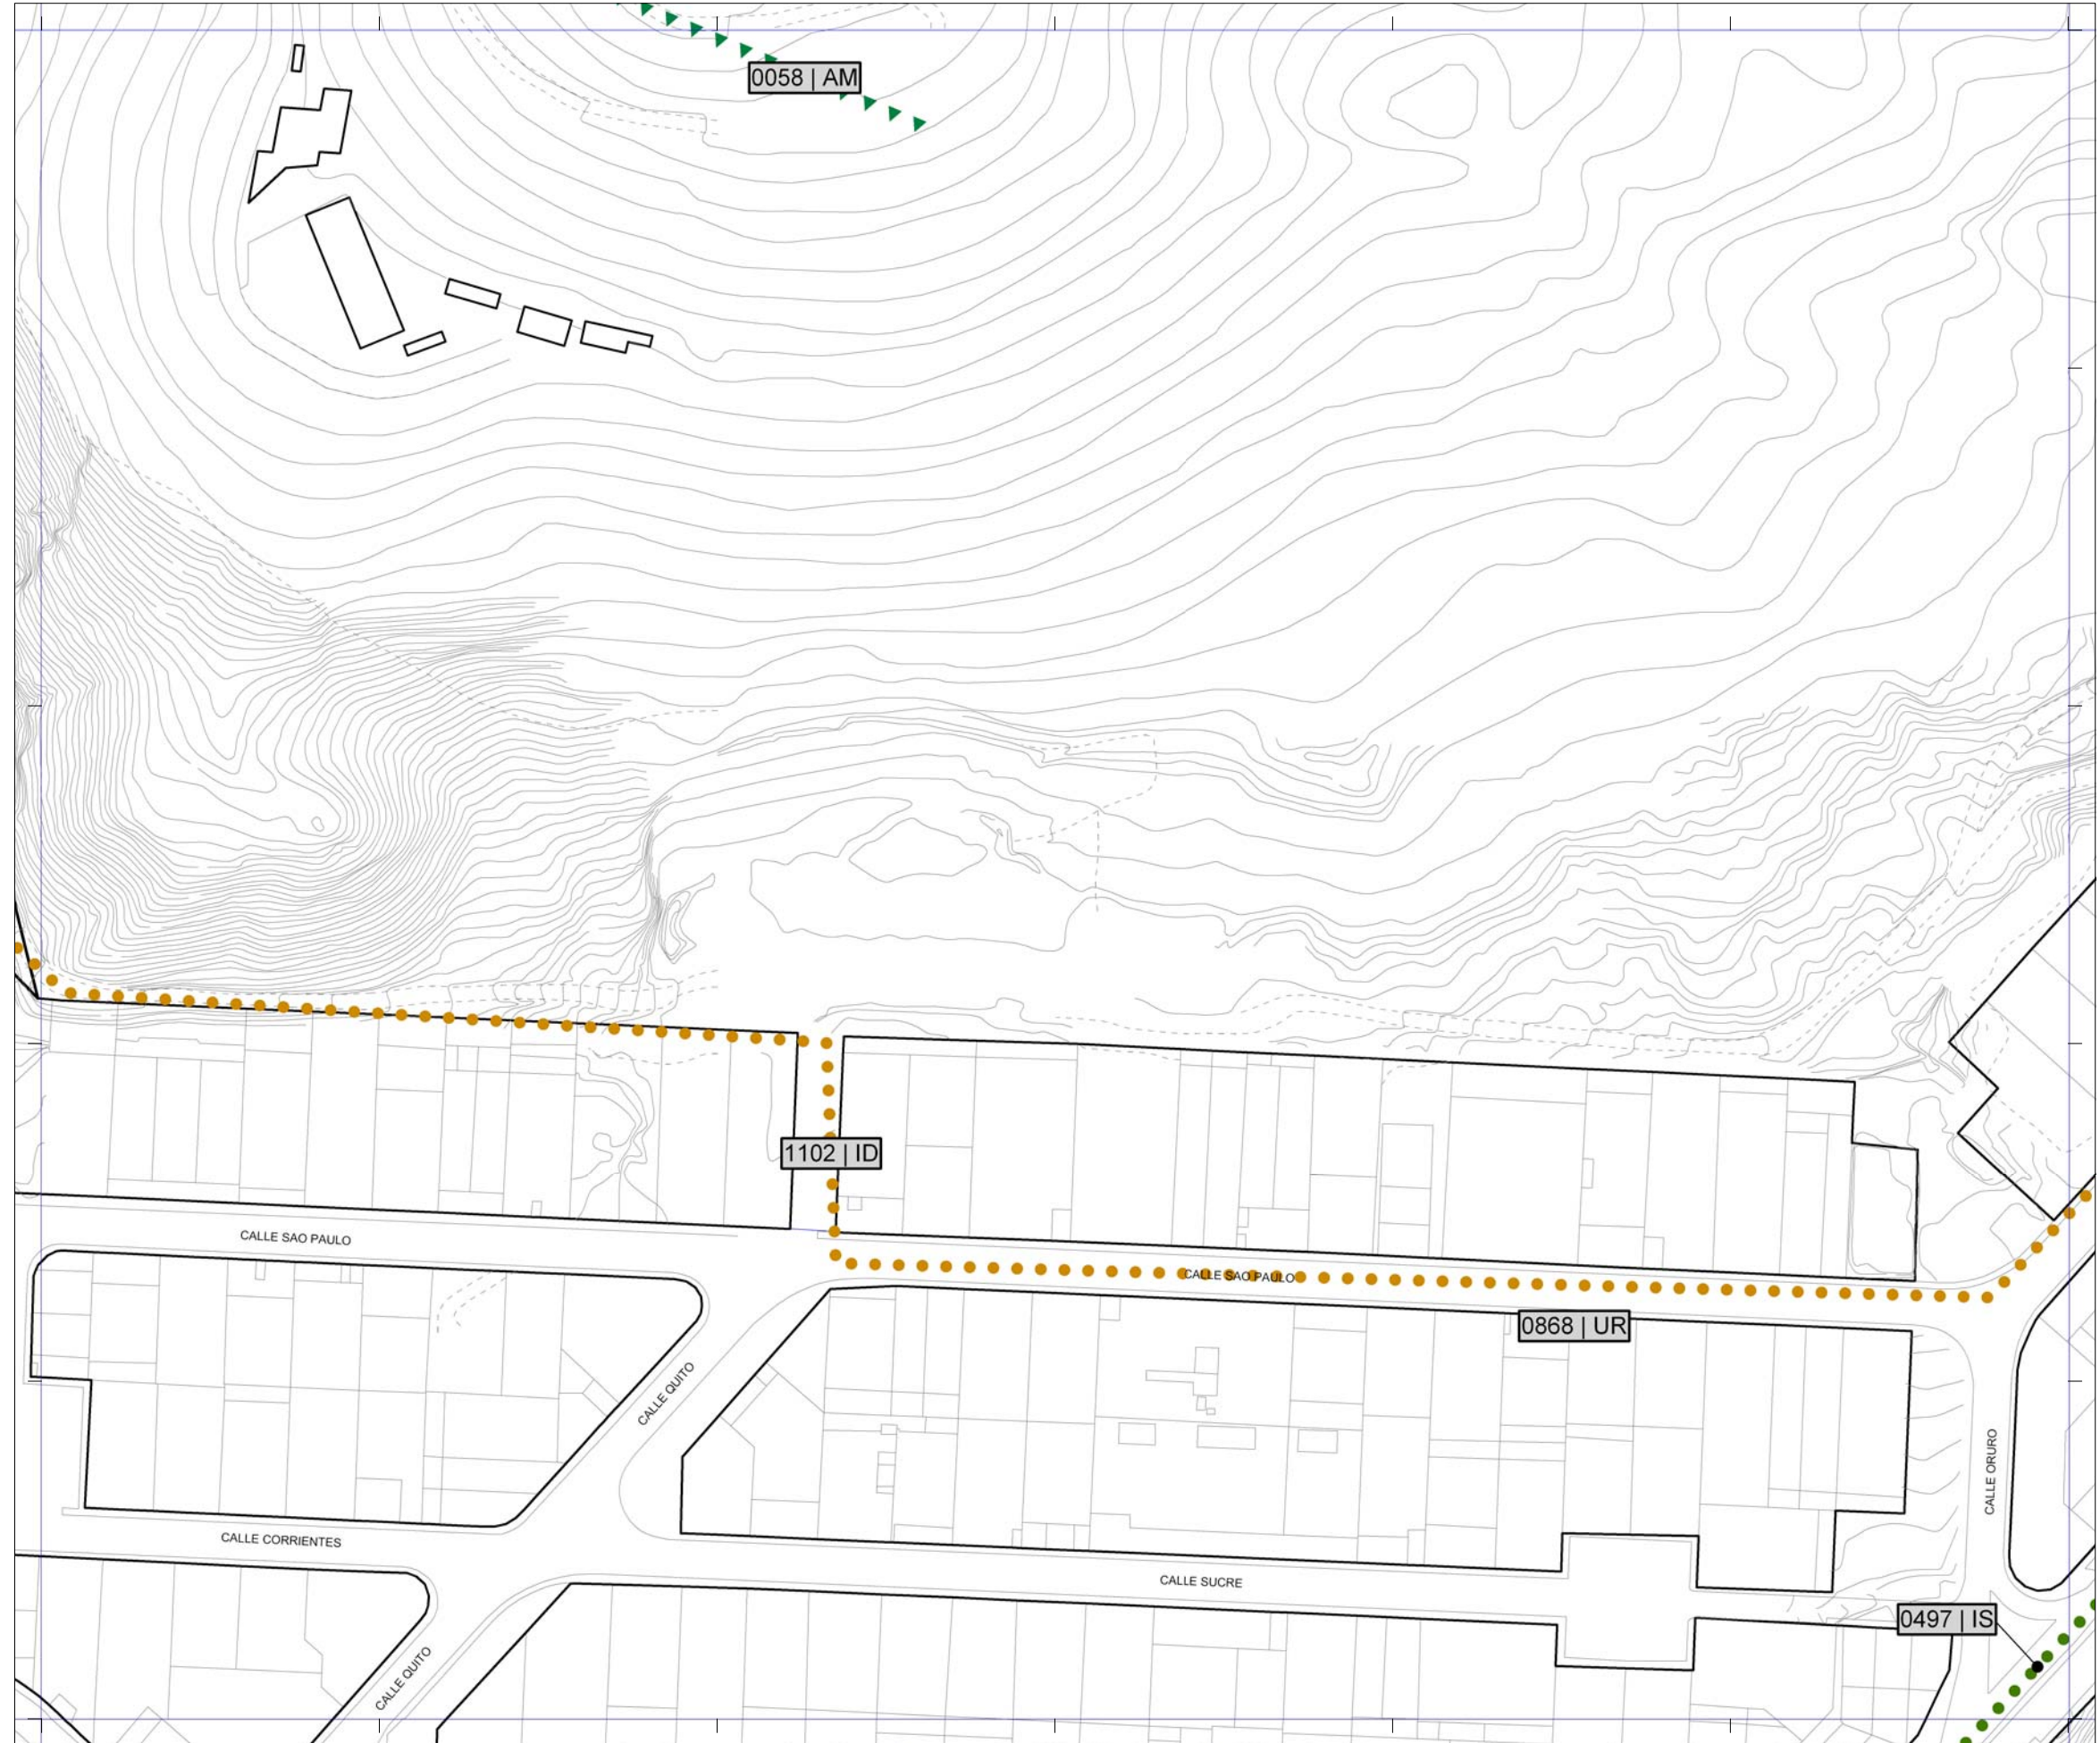 0058 | AM
1102 | ID
CALLE SAO PAULO
CALLE SAO PAULO
0868 | UR
CALLE QUITO
CALLE ORURO
CALLE CORRIENTES
CALLE SUCRE
0497 | IS
CALLE QUITO